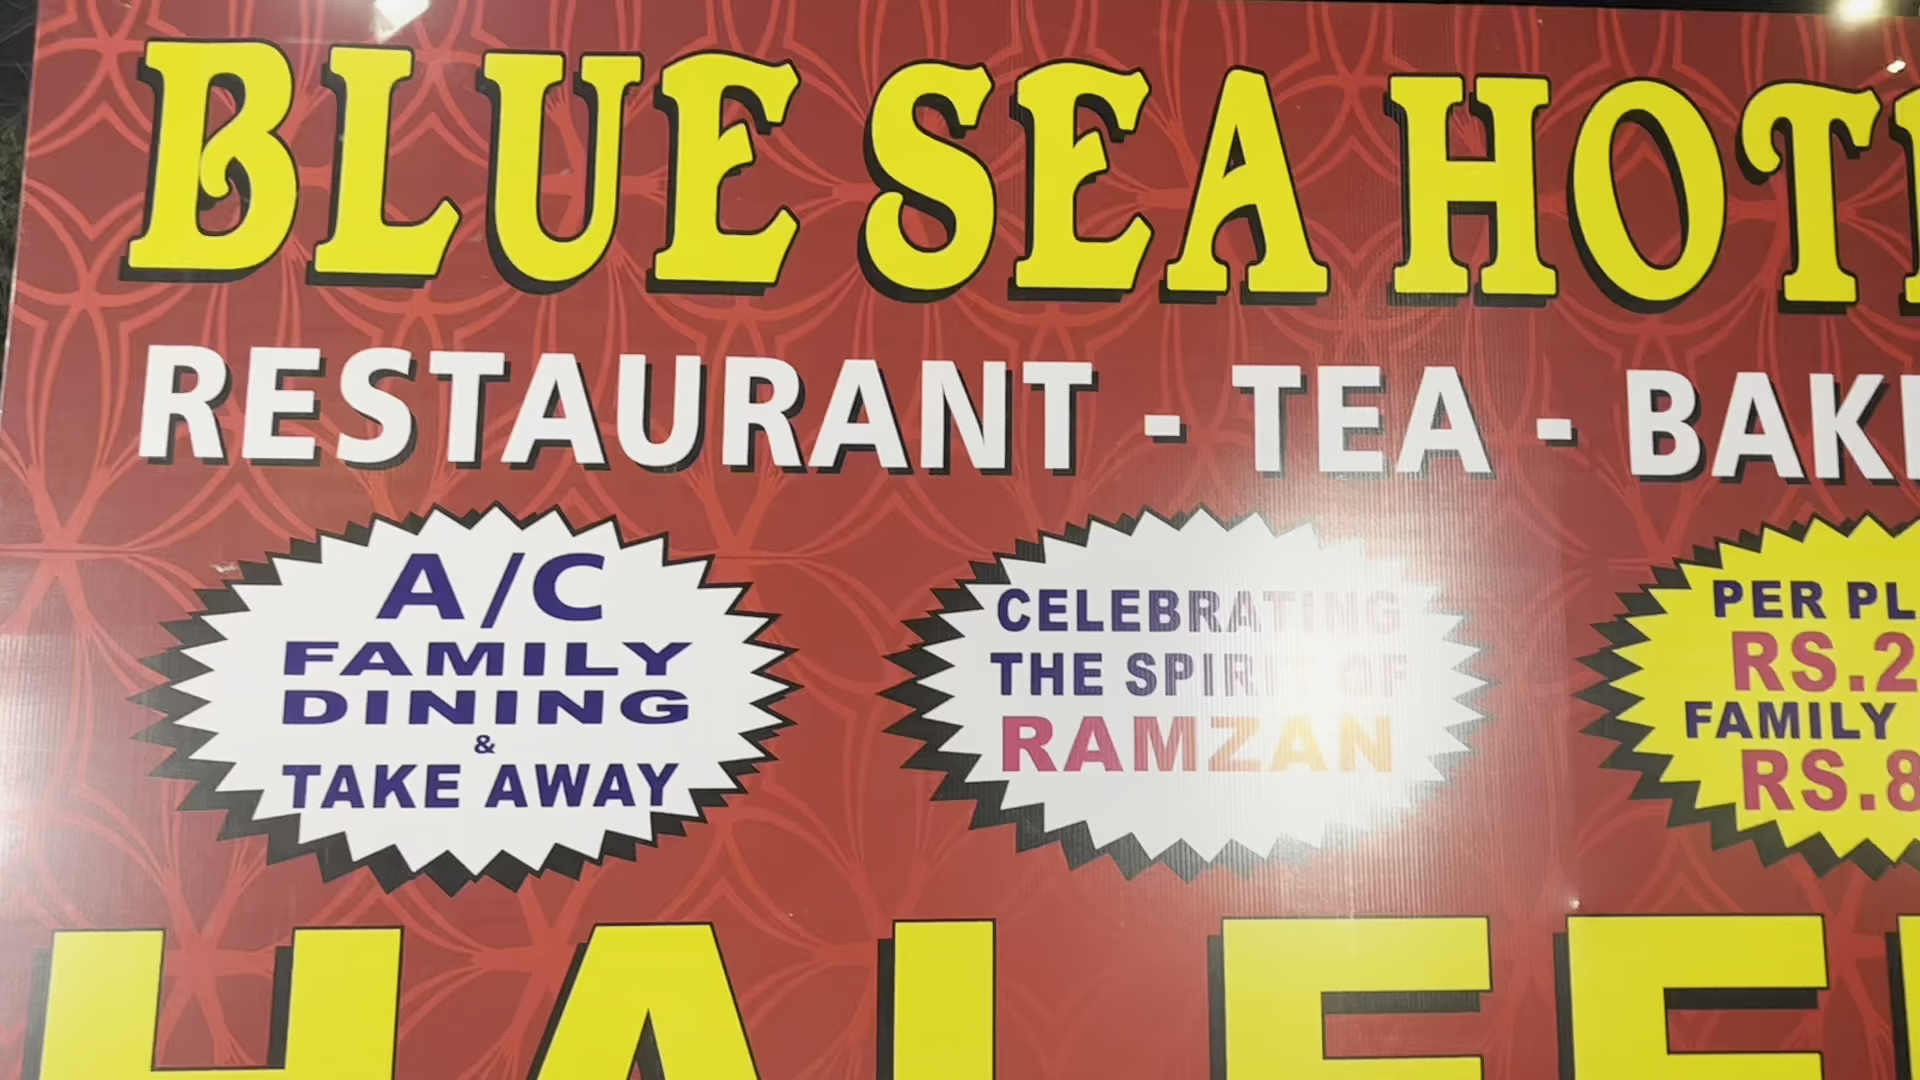 BLUE SEA HOT
RESTAURANT - TEA - BAK
A/C
FAMILY
DINING
&
TAKE AWAY
CELEBRATING
THE SPIRIT OF
RAMZAN
PER PL
RS.2
FAMILY
RS.8